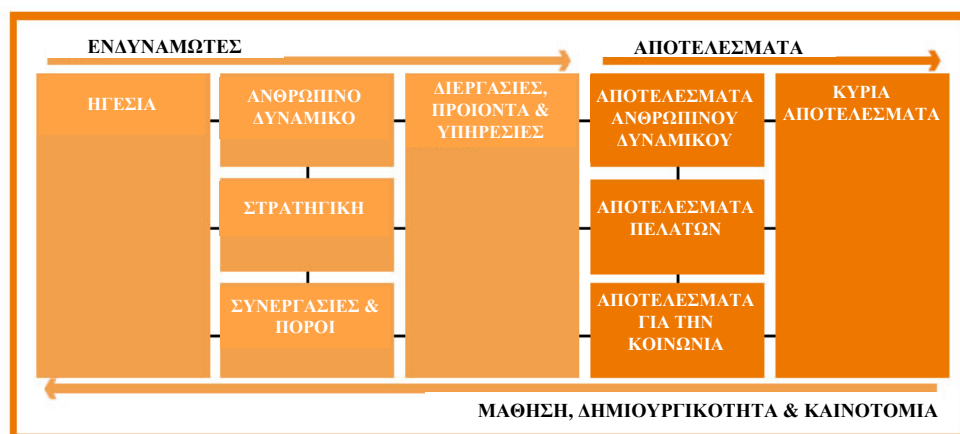 ΕΝΔΥΝΑΜΩΤΕΣ
ΑΠΟΤΕΛΕΣΜΑΤΑ
ΗΓΕΣΙΑ
ΑΝΘΡΩΠΙΝΟ
ΔΥΝΑΜΙΚΟ
ΣΤΡΑΤΗΓΙΚΗ
ΣΥΝΕΡΓΑΣΙΕΣ &
ΠΟΡΟΙ
ΔΙΕΡΓΑΣΙΕΣ,
ΠΡΟΙΟΝΤΑ &
ΥΠΗΡΕΣΙΕΣ
ΑΠΟΤΕΛΕΣΜΑΤΑ
ΑΝΘΡΩΠΙΝΟΥ
ΔΥΝΑΜΙΚΟΥ
ΑΠΟΤΕΛΕΣΜΑΤΑ
ΠΕΛΑΤΩΝ
ΑΠΟΤΕΛΕΣΜΑΤΑ
ΓΙΑ ΤΗΝ
ΚΟΙΝΩΝΙΑ
ΚΥΡΙΑ
ΑΠΟΤΕΛΕΣΜΑΤΑ
ΜΑΘΗΣΗ, ΔΗΜΙΟΥΡΓΙΚΟΤΗΤΑ & ΚΑΙΝΟΤΟΜΙΑ